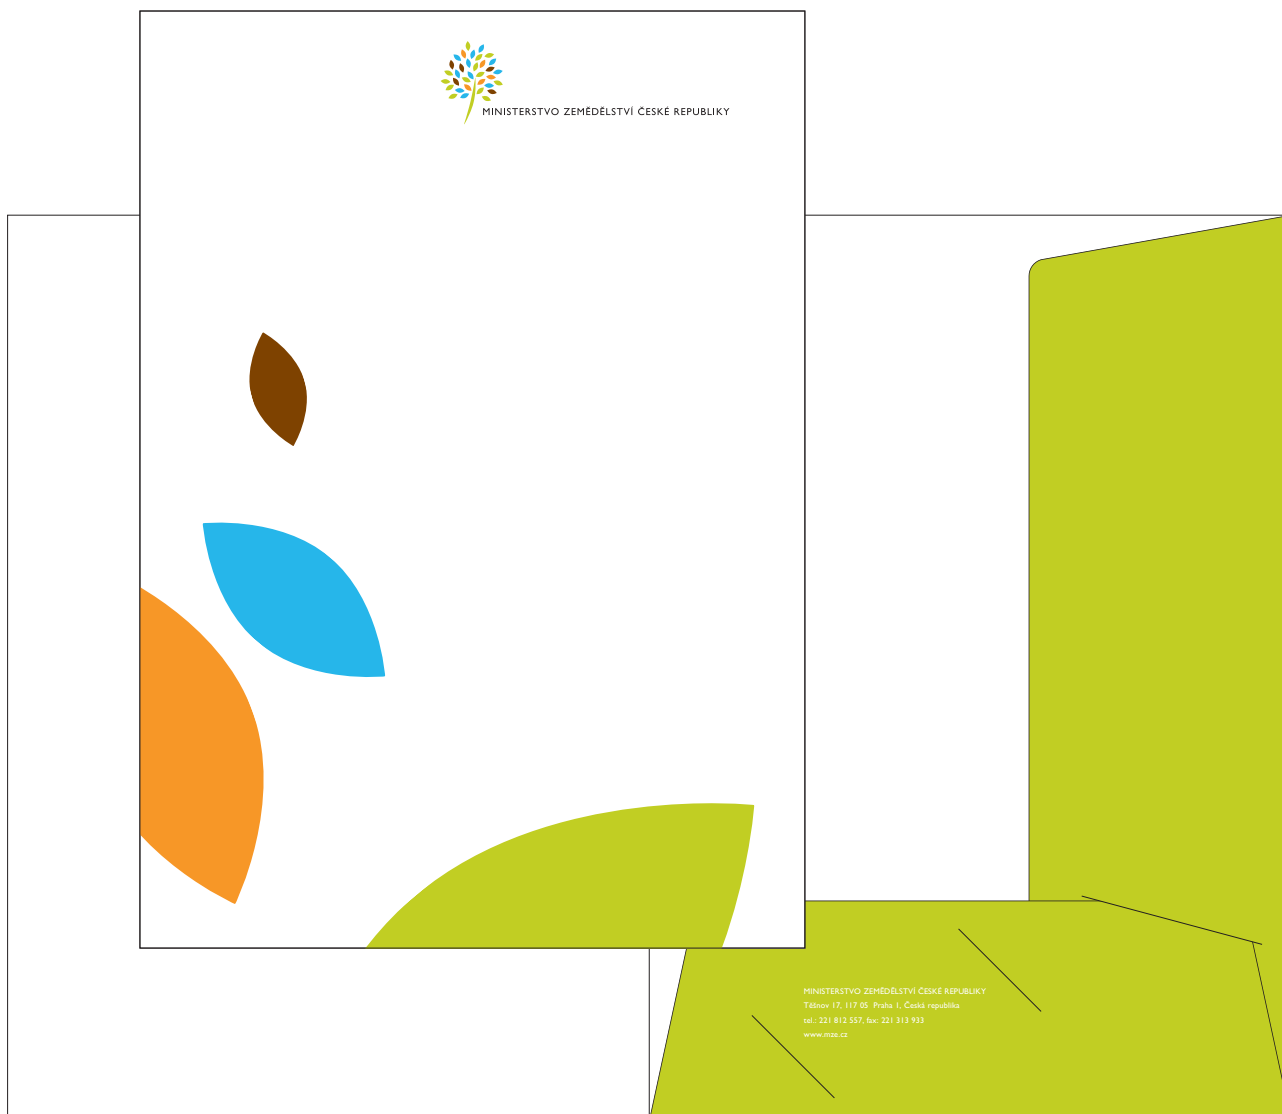 MINISTERSTVO ZEMĚDĚLSTVÍ ČESKÉ REPUBLIKY
MINISTERSTVO ZEMĚDĚLSTVÍ ČESKÉ REPUBLIKY
Těšnov 17, 117 05 Praha 1, Česká republika
tel.: 221 812 557, fax: 221 313 933
www.mze.cz